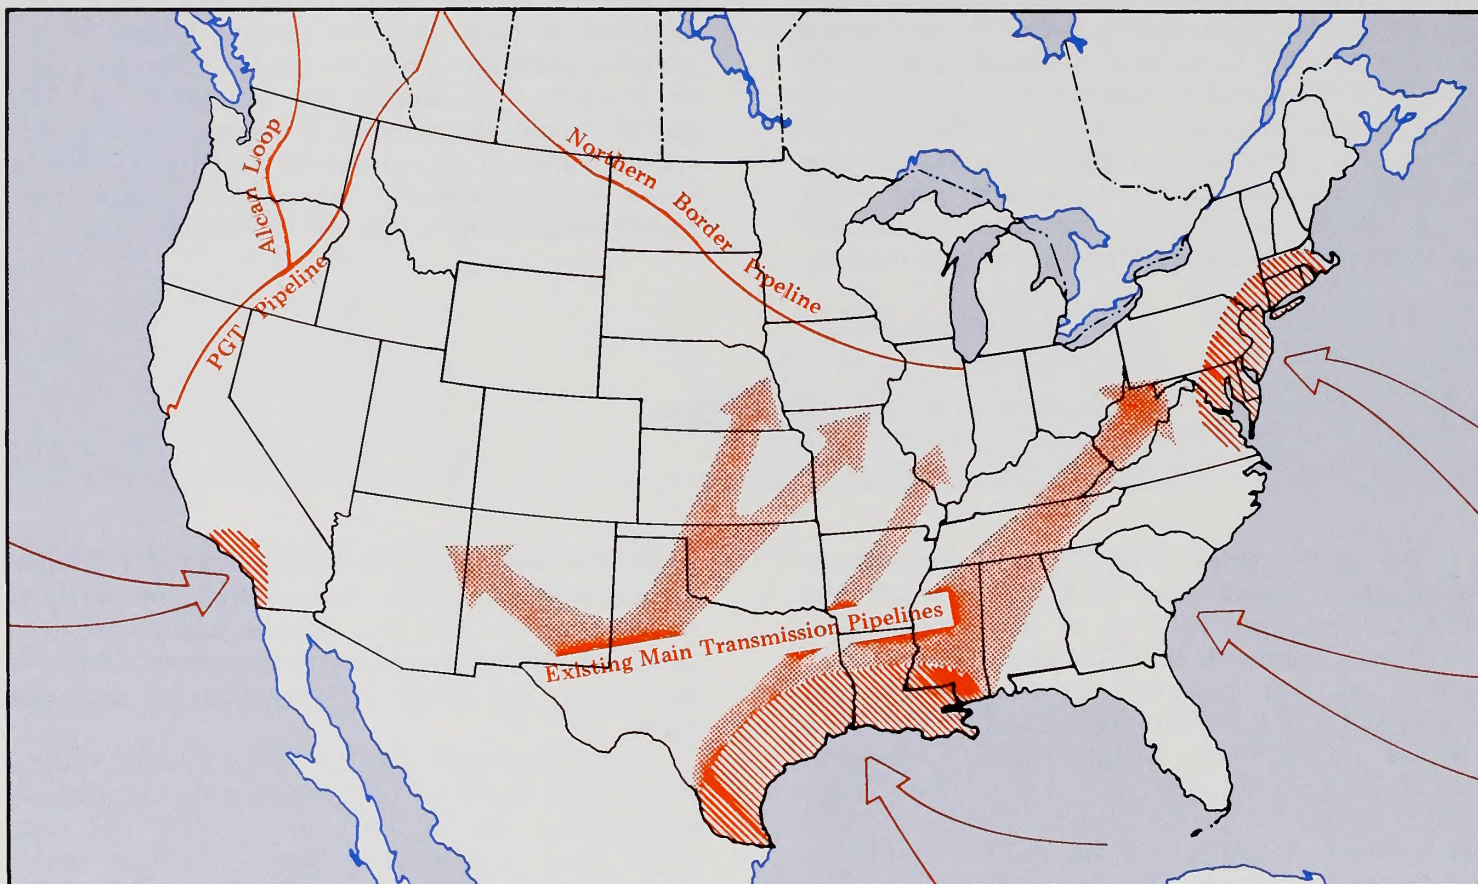 Alcan Loop
Northern Border Pipeline
PGT Pipeline
Existing Main Transmission Pipelines